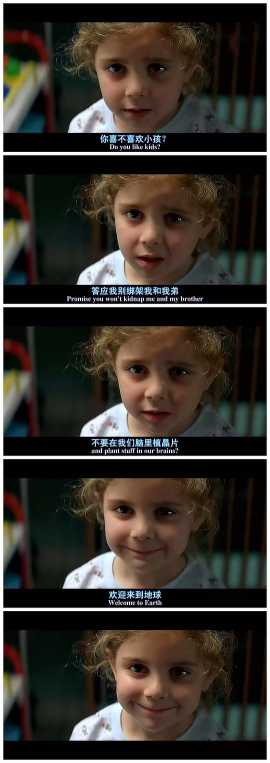 你喜不喜欢小孩?
Do you like kids?
答应我别绑架我和我弟
Promise you won't kidnap me and my brother
不要在我们脑里植晶片
and plant stuff in our brains?
欢迎来到地球
Welcome to Earth